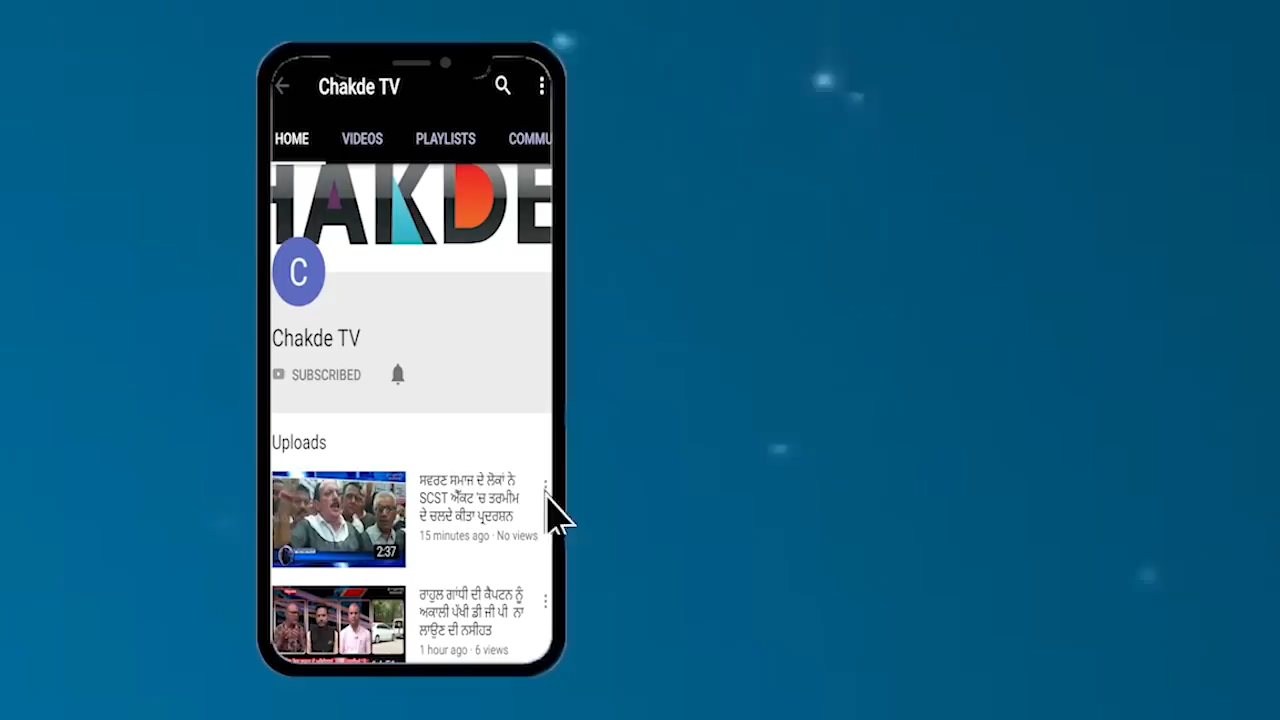 Chakde TV
HOME VIDEOS PLAYLISTS COMMU
HAKDE
C
Chakde TV
SUBSCRIBED
Uploads
ਸਵਰਣ ਸਮਾਜ ਦੇ ਲੋਕਾਂ ਨੇ
SCST ਐਕਟ 'ਚ ਤਰਮੀਮ
ਦੇ ਚਲਦੇ ਕੀਤਾ ਪ੍ਰਦਰਸ਼ਨ
15 minutes ago · No views
2:37
ਰਾਹੁਲ ਗਾਂਧੀ ਦੀ ਕੈਪਟਨ ਨੂੰ
ਅਕਾਲੀ ਪੱਖੀ ਡੀ ਜੀ ਪੀ ਨਾ
ਲਾਉਣ ਦੀ ਨਸੀਹਤ
1 hour ago · 6 views